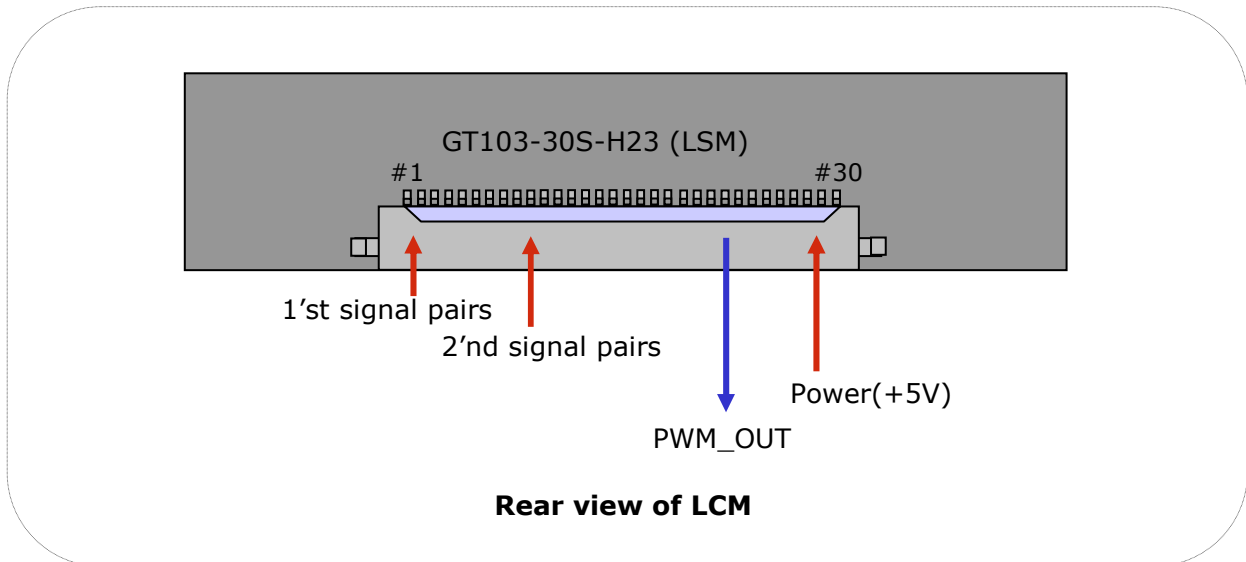 GT103-30S-H23 (LSM)
#1 #30
1’st signal pairs
2’nd signal pairs
Power(+5V)
PWM_OUT
Rear view of LCM